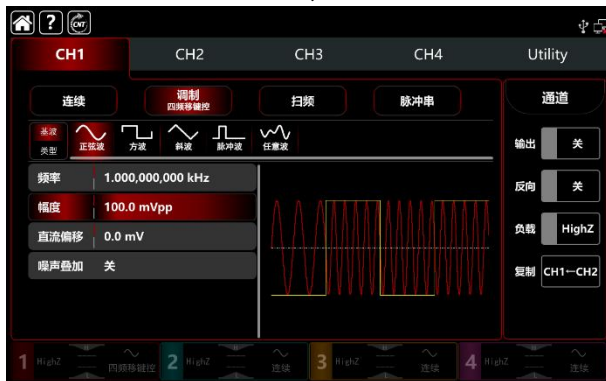 ?
CNT
CH1 CH2 CH3 CH4 Utility
连续 调制 扫频 脉冲串 通道
四频移键控
基波
类型
正弦波 方波 斜波 脉冲波 任意波
输出 关
频率 1.000,000,000 kHz
反向 关
幅度 100.0 mVpp
直流偏移 0.0 mV
负载 HighZ
噪声叠加 关
复制 CH1←CH2
1 HighZ 四频移键控 2 HighZ 连续 3 HighZ 连续 4 HighZ 连续